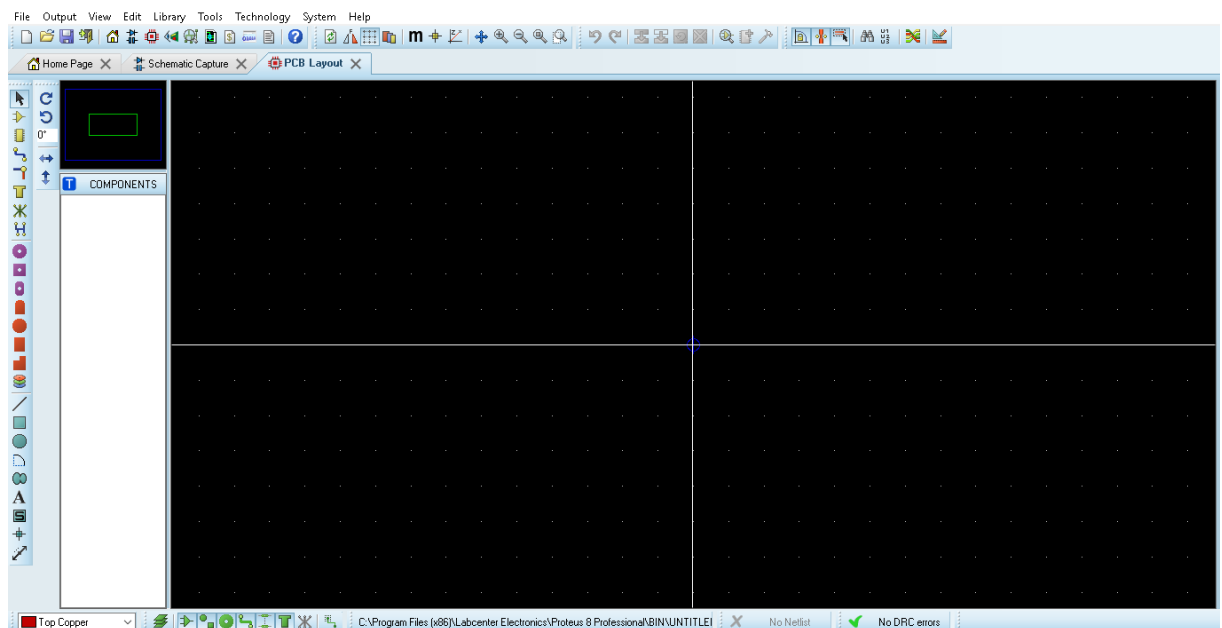 File Output View Edit Library Tools Technology System Help
m
Home Page Schematic Capture PCB Layout
0°
T COMPONENTS
A
S
Top Copper C:\Program Files (x86)\Labcenter Electronics\Proteus 8 Professional\BIN\UNTITLE No Netlist No DRC errors